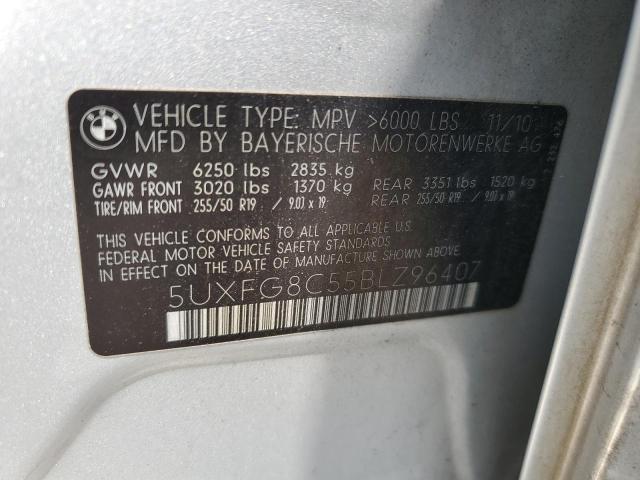 BMW
VEHICLE TYPE: MPV >6000 LBS 11/10
MFD BY BAYERISCHE MOTORENWERKE AG
GVWR 6250 lbs 2835 kg
GAWR FRONT 3020 lbs 1370 kg REAR 3351 lbs 1520 kg
TIRE/RIM FRONT 255/50 R19 / 9.0J x 19 REAR 255/50 R19 / 9.0J x 19
THIS VEHICLE CONFORMS TO ALL APPLICABLE U.S.
FEDERAL MOTOR VEHICLE SAFETY STANDARDS
IN EFFECT ON THE DATE OF MANUFACTURE SHOWN ABOVE.
5UXFG8C55BLZ96407